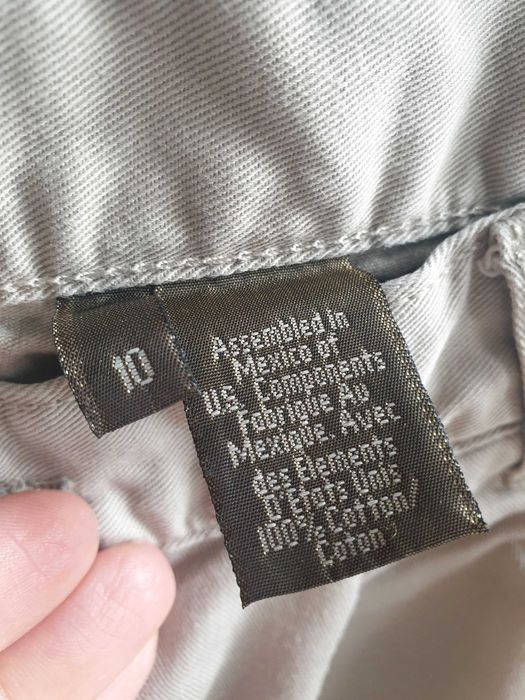 10
Assembled in
Mexico of
U.S. Components
Fabrique Au
Mexique. Avec
des Elements
D'Etats Unis
100% Cotton/
Coton